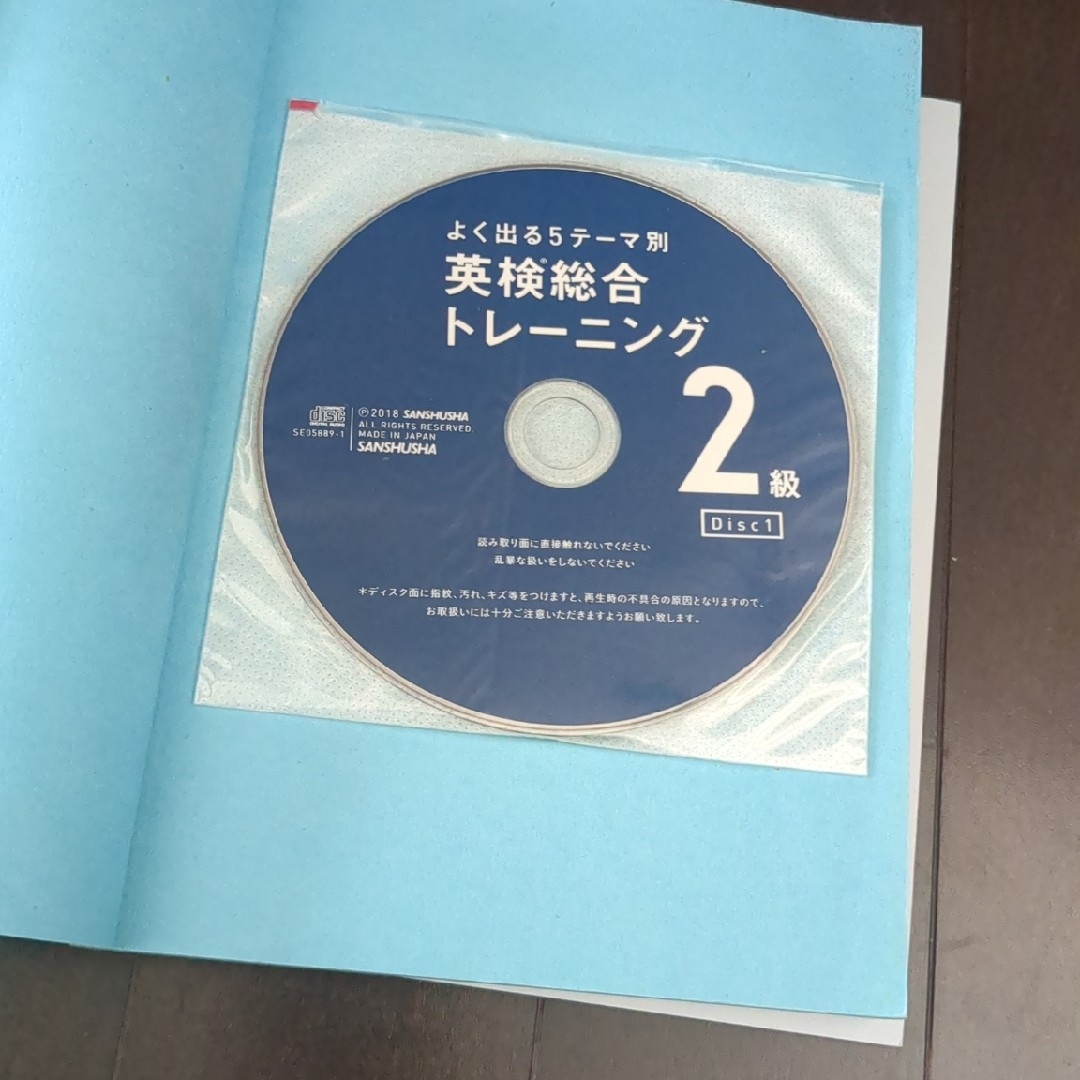 よく出る5テーマ別
英検®総合
トレーニング
2級
Disc1
COMPACT
disc
DIGITAL AUDIO
SE05889-1
Ⓟ2018 SANSHUSHA
ALL RIGHTS RESERVED.
MADE IN JAPAN
SANSHUSHA
読み取り面に直接触れないでください
乱暴な扱いをしないでください
*ディスク面に指紋、汚れ、キズ等をつけますと、再生時の不具合の原因となりますので、
お取扱いには十分ご注意いただきますようお願い致します。